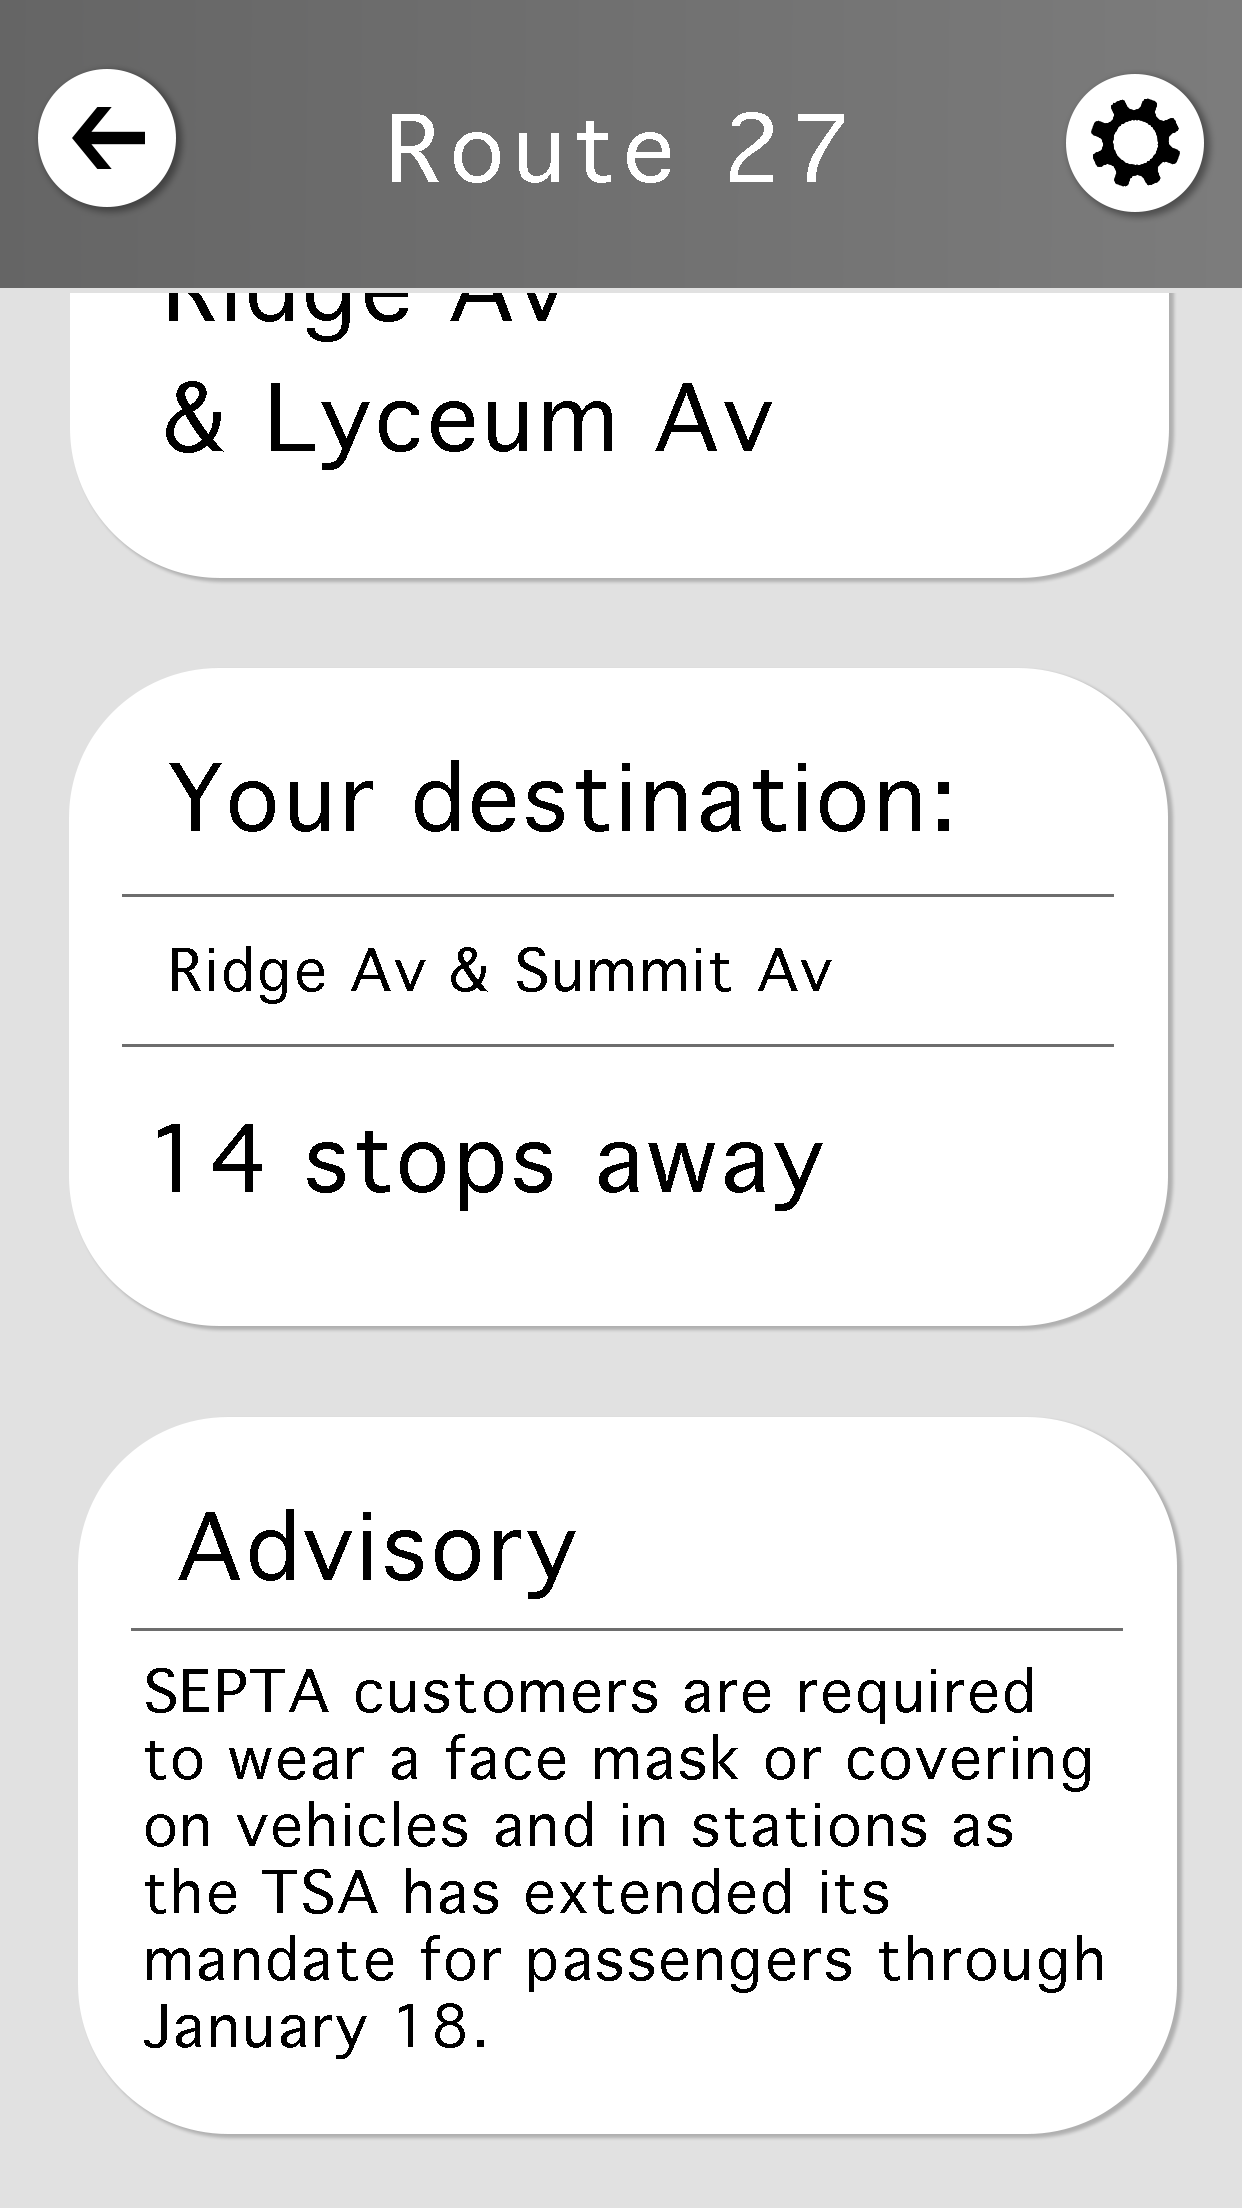 Route 27
Ridge Av
& Lyceum Av
Your destination:
Ridge Av & Summit Av
14 stops away
Advisory
SEPTA customers are required
to wear a face mask or covering
on vehicles and in stations as
the TSA has extended its
mandate for passengers through
January 18.